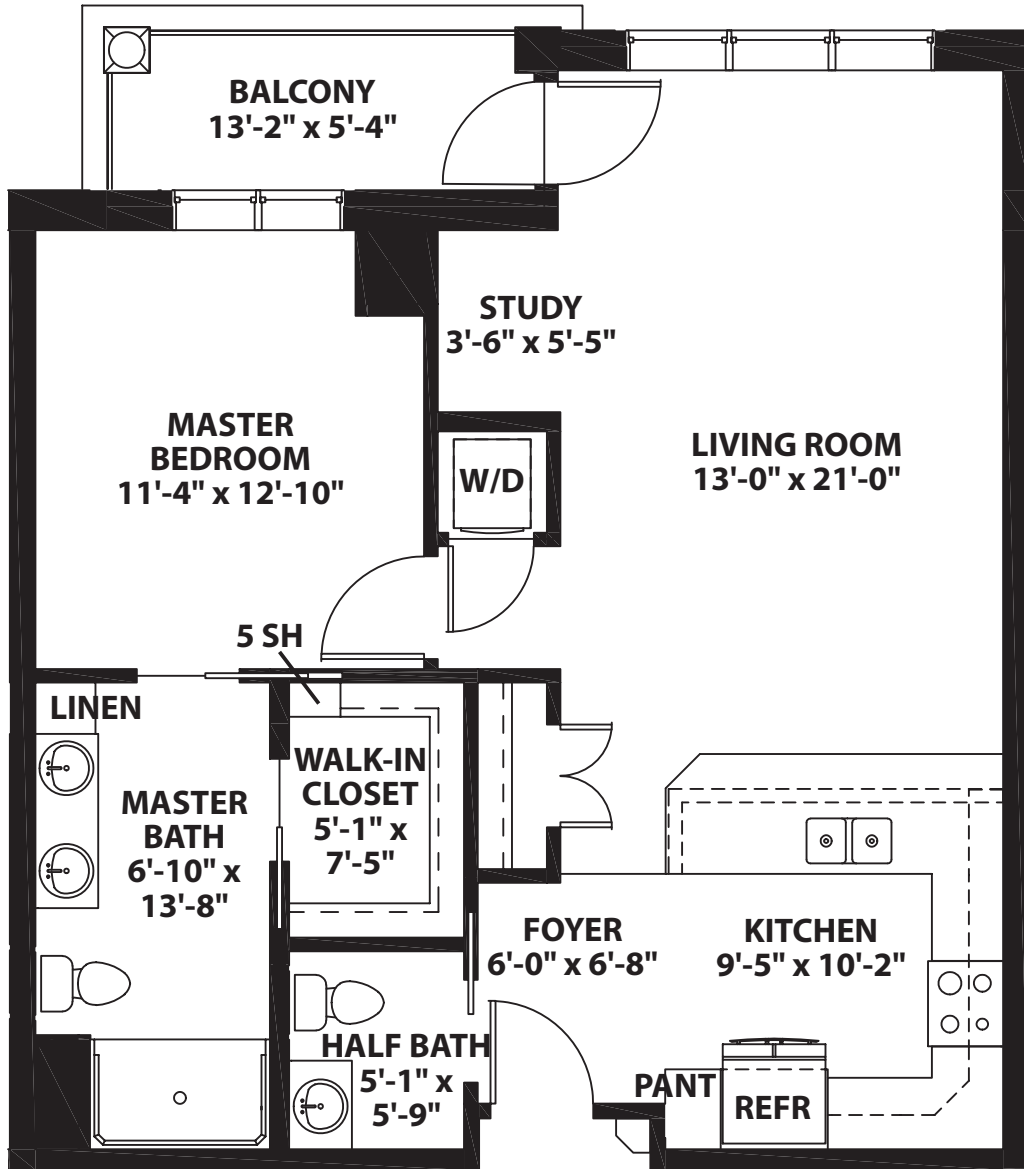 BALCONY
13'-2" x 5'-4"
STUDY
3'-6" x 5'-5"
MASTER
BEDROOM
11'-4" x 12'-10"
W/D
LIVING ROOM
13'-0" x 21'-0"
5 SH
LINEN
WALK-IN
CLOSET
5'-1" x
7'-5"
MASTER
BATH
6'-10" x
13'-8"
FOYER
6'-0" x 6'-8"
KITCHEN
9'-5" x 10'-2"
HALF BATH
5'-1" x
5'-9"
PANT
REFR